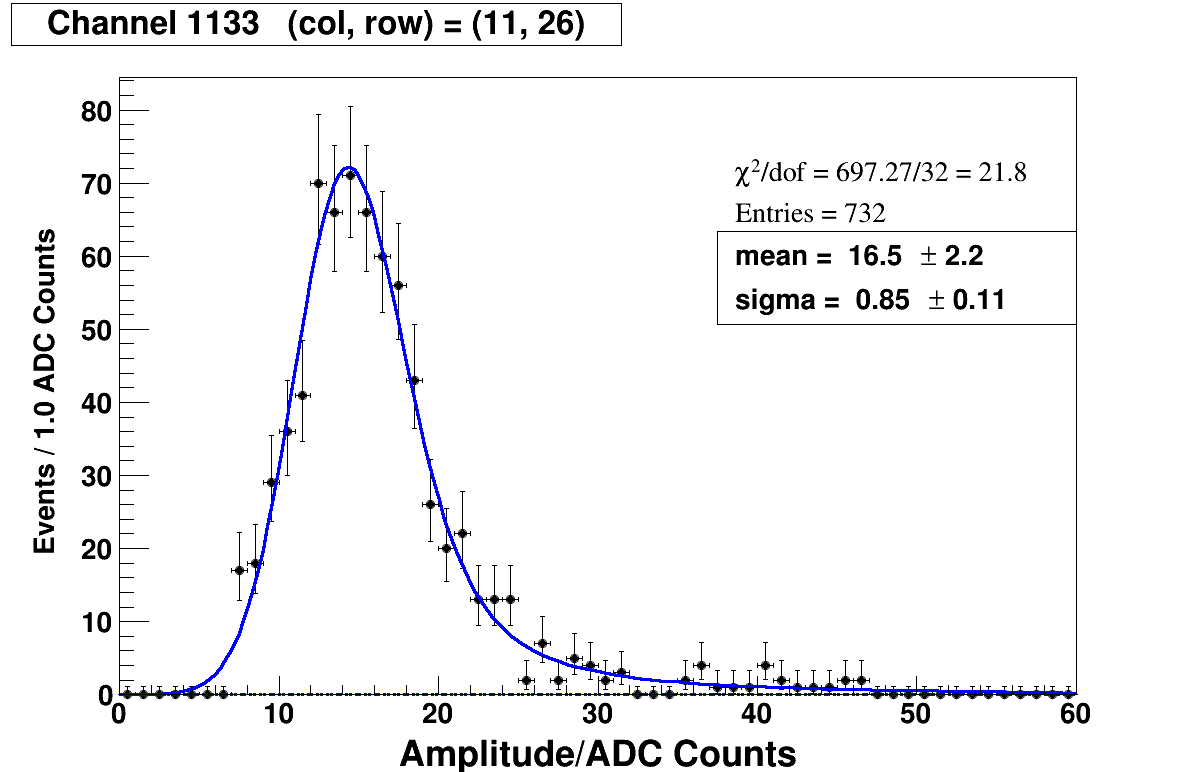 Channel 1133 (col, row) = (11, 26)
80
70
60
50
40
30
20
10
0
Events / 1.0 ADC Counts
χ²/dof = 697.27/32 = 21.8
Entries = 732
mean = 16.5 ± 2.2
sigma = 0.85 ± 0.11
0 10 20 30 40 50 60
Amplitude/ADC Counts